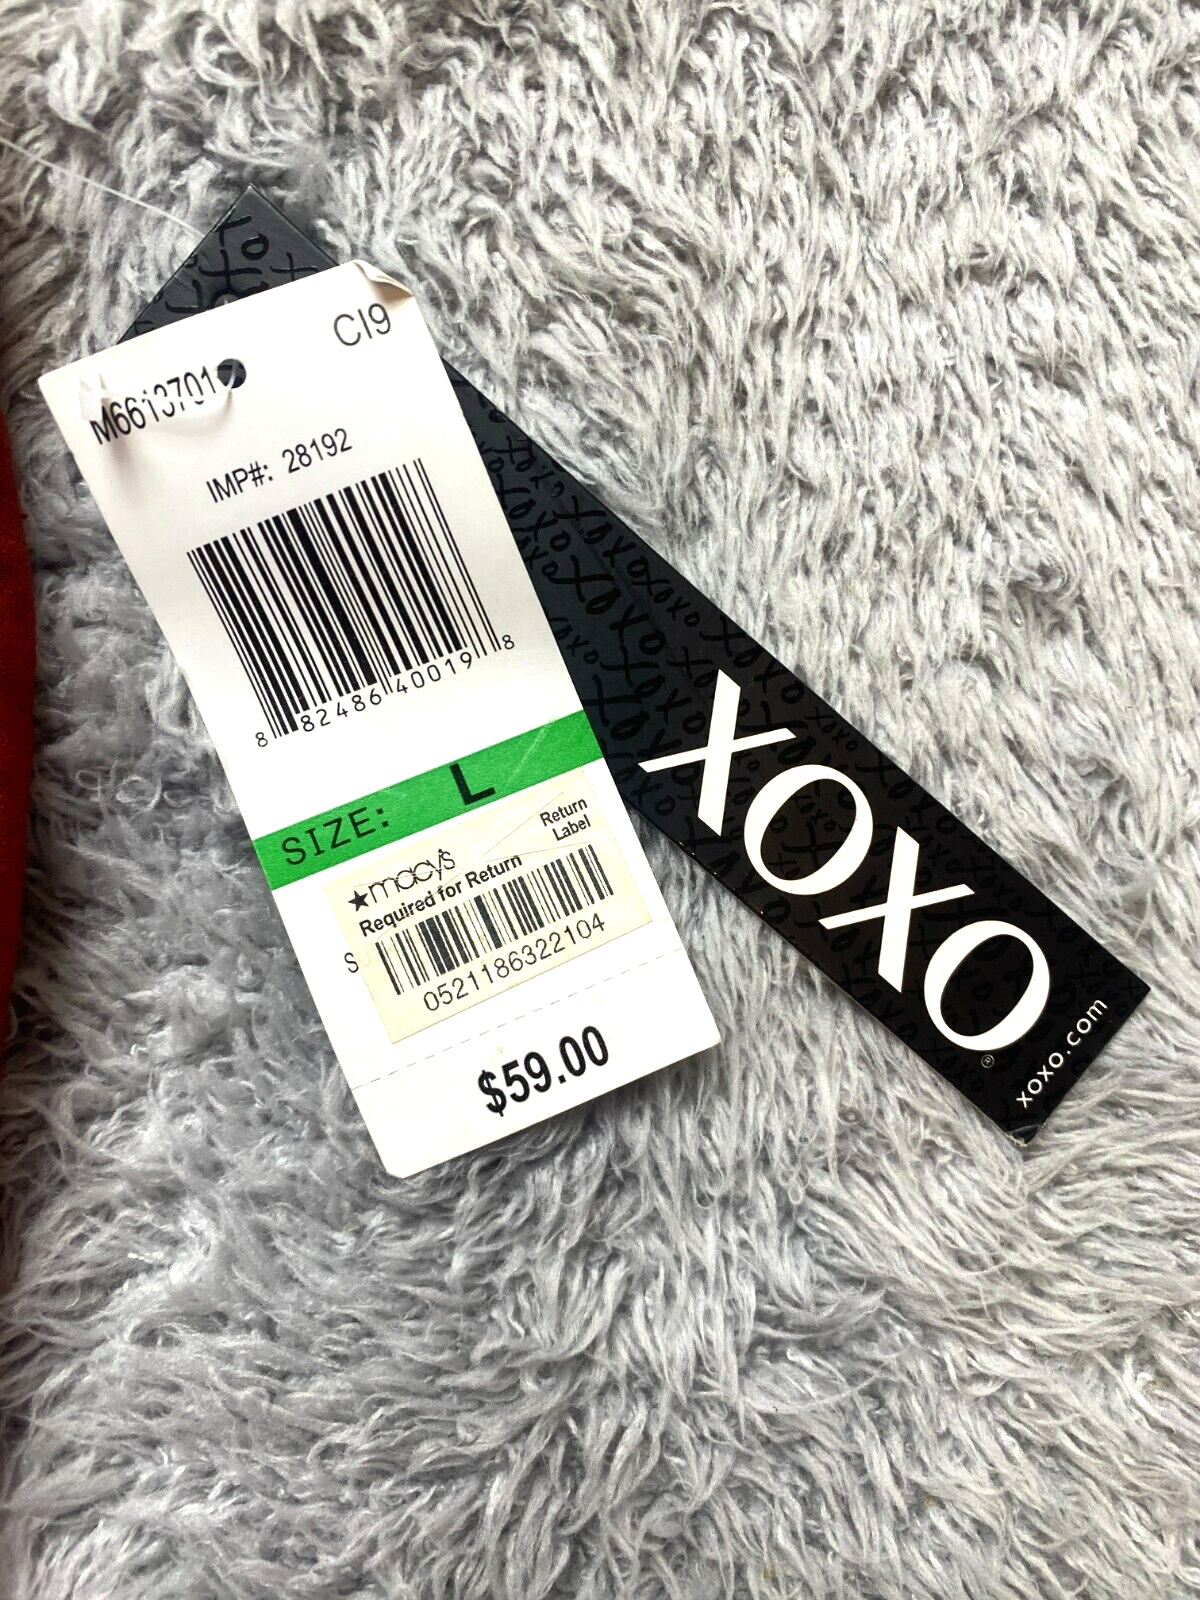 CI9
M6613701
IMP#: 28192
8 82486 40019 8
SIZE: L
Return
Label
macy's
Required for Return
S
0521186322104
$59.00
XOXO
®
xoxo.com